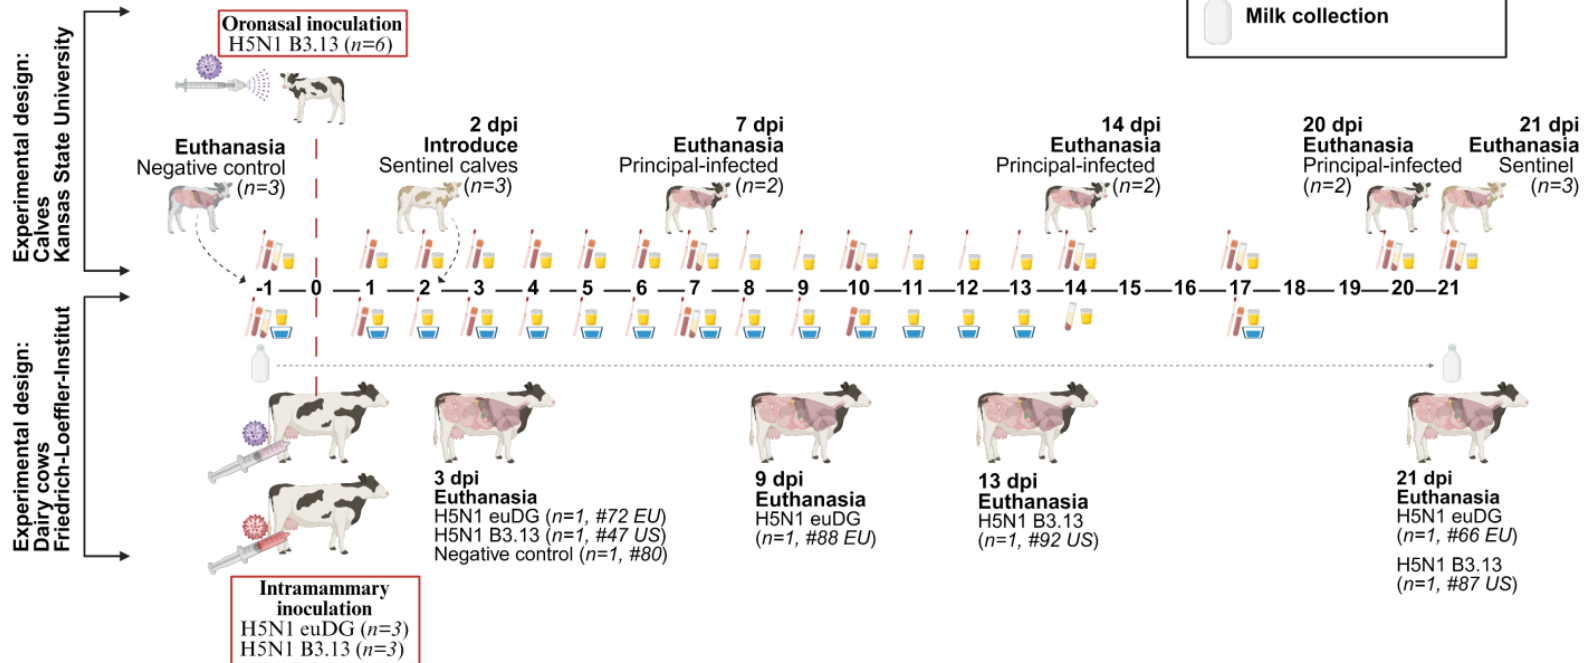 Milk collection
Experimental design:
Calves
Kansas State University
Oronasal inoculation
H5N1 B3.13 (n=6)
Euthanasia
Negative control
(n=3)
2 dpi
Introduce
Sentinel calves
(n=3)
7 dpi
Euthanasia
Principal-infected
(n=2)
14 dpi
Euthanasia
Principal-infected
(n=2)
20 dpi
Euthanasia
Principal-infected
(n=2)
21 dpi
Euthanasia
Sentinel
(n=3)
-1 0 1 2 3 4 5 6 7 8 9 10 11 12 13 14 15 16 17 18 19 20 21
Experimental design:
Dairy cows
Friedrich-Loeffler-Institut
3 dpi
Euthanasia
H5N1 euDG (n=1, #72 EU)
H5N1 B3.13 (n=1, #47 US)
Negative control (n=1, #80)
9 dpi
Euthanasia
H5N1 euDG
(n=1, #88 EU)
13 dpi
Euthanasia
H5N1 B3.13
(n=1, #92 US)
21 dpi
Euthanasia
H5N1 euDG
(n=1, #66 EU)
H5N1 B3.13
(n=1, #87 US)
Intramammary
inoculation
H5N1 euDG (n=3)
H5N1 B3.13 (n=3)